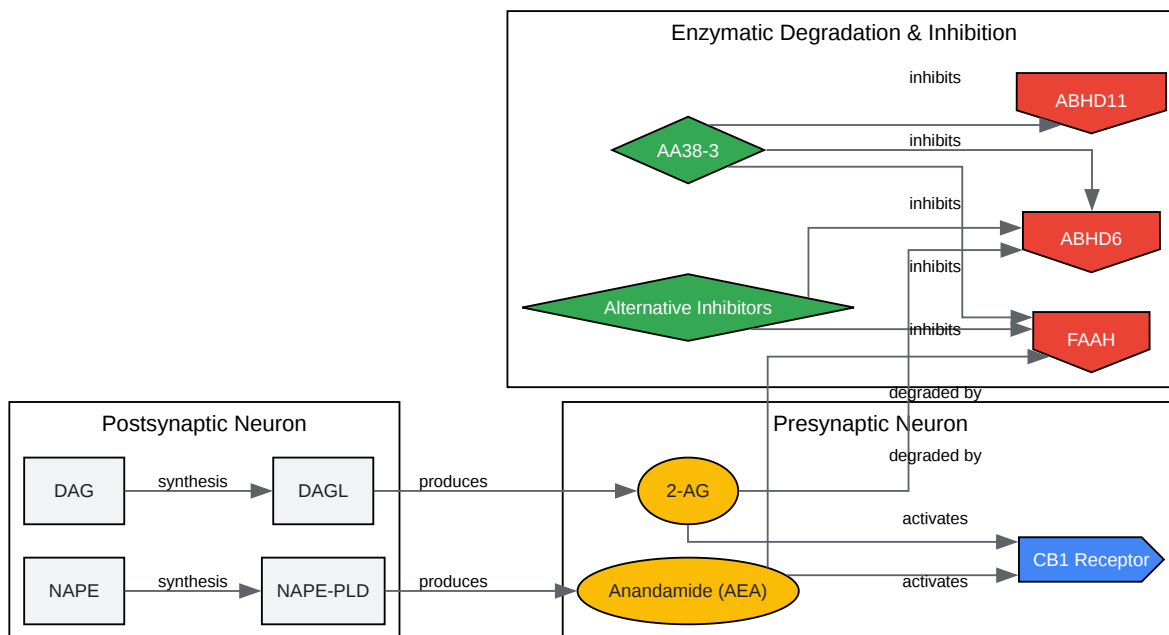 Enzymatic Degradation & Inhibition
inhibits
ABHD11
AA38-3
inhibits
inhibits
ABHD6
inhibits
Alternative Inhibitors
inhibits
FAAH
degraded by
Postsynaptic Neuron
Presynaptic Neuron
degraded by
DAG
synthesis
DAGL
produces
2-AG
activates
CB1 Receptor
NAPE
synthesis
NAPE-PLD
produces
Anandamide (AEA)
activates